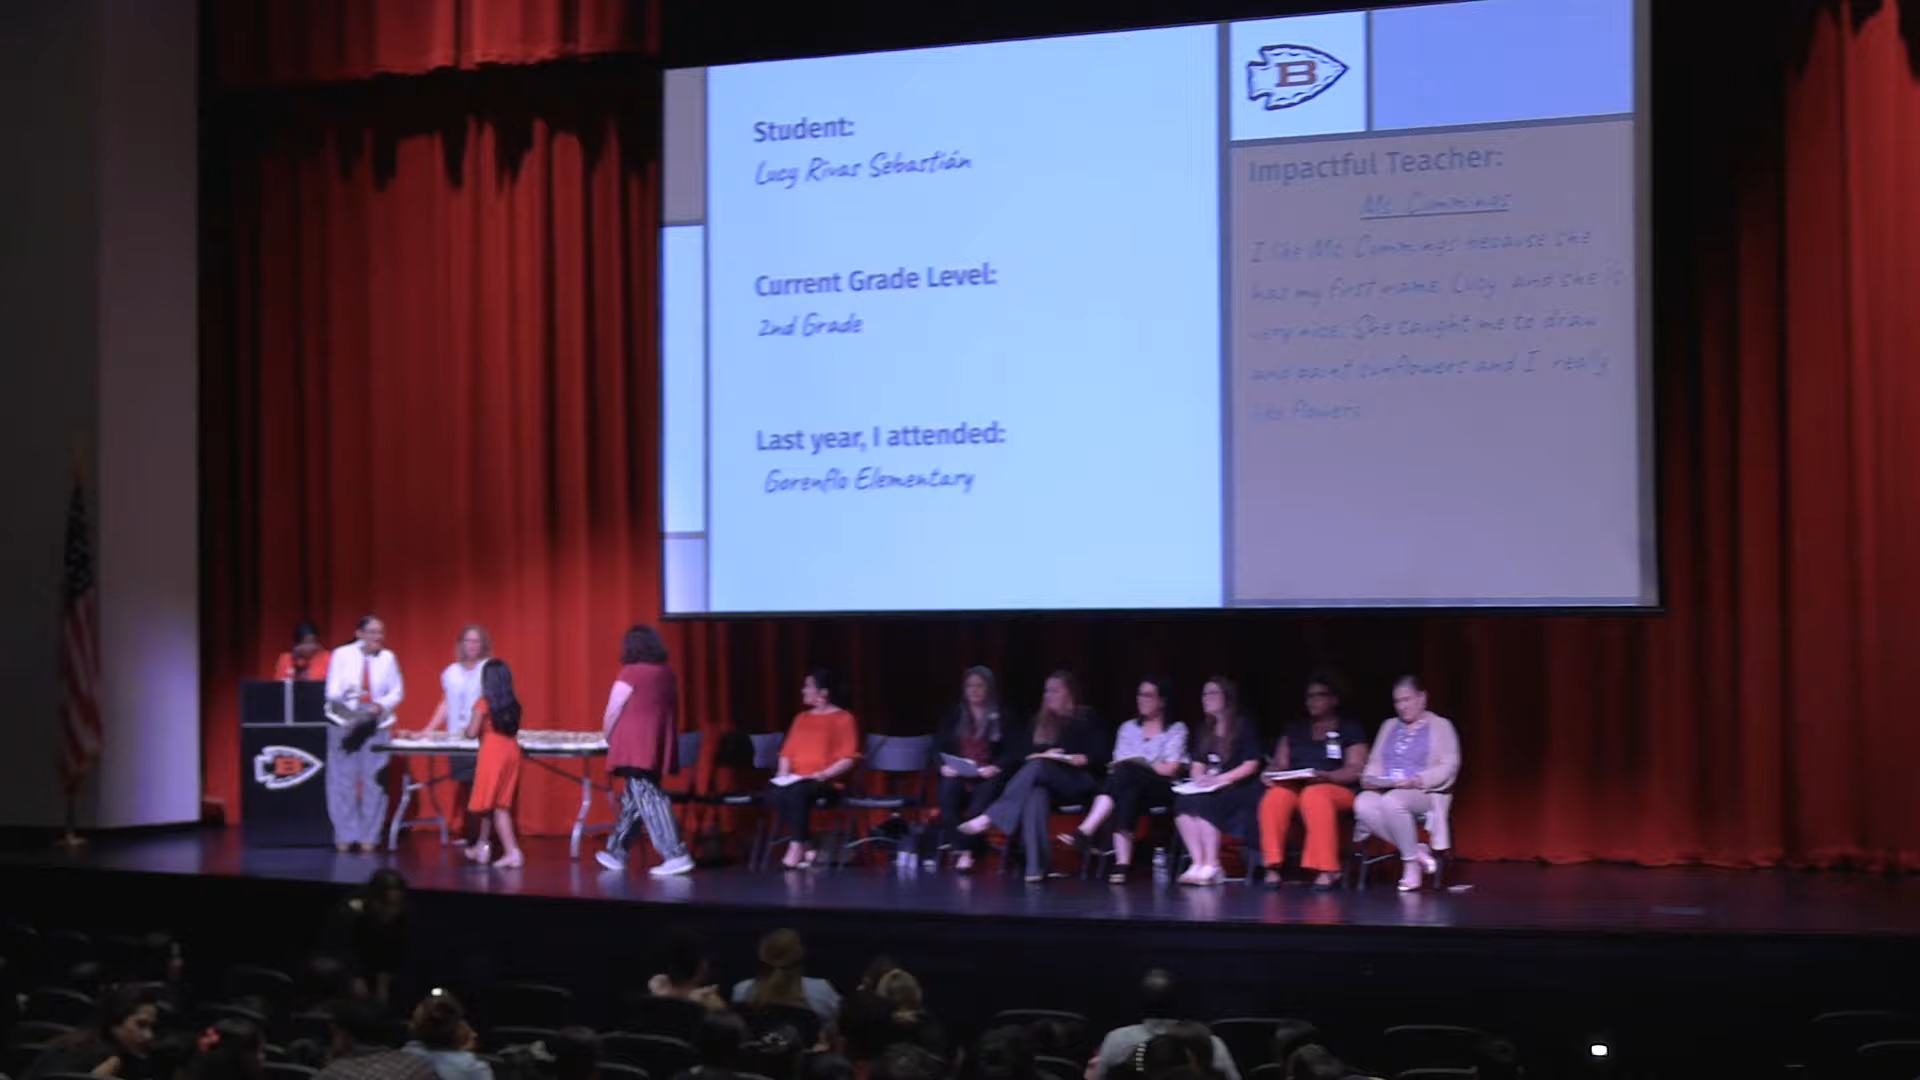 Student:
Lucy Rivas Sebastián
Current Grade Level:
2nd Grade
Last year, I attended:
Gorenflo Elementary
B
Impactful Teacher:
Ms. Cummings
I like Ms. Cummings because she
has my first name, Lucy, and she is
very nice. She taught me to draw
and paint sunflowers and I really
like flowers.
B